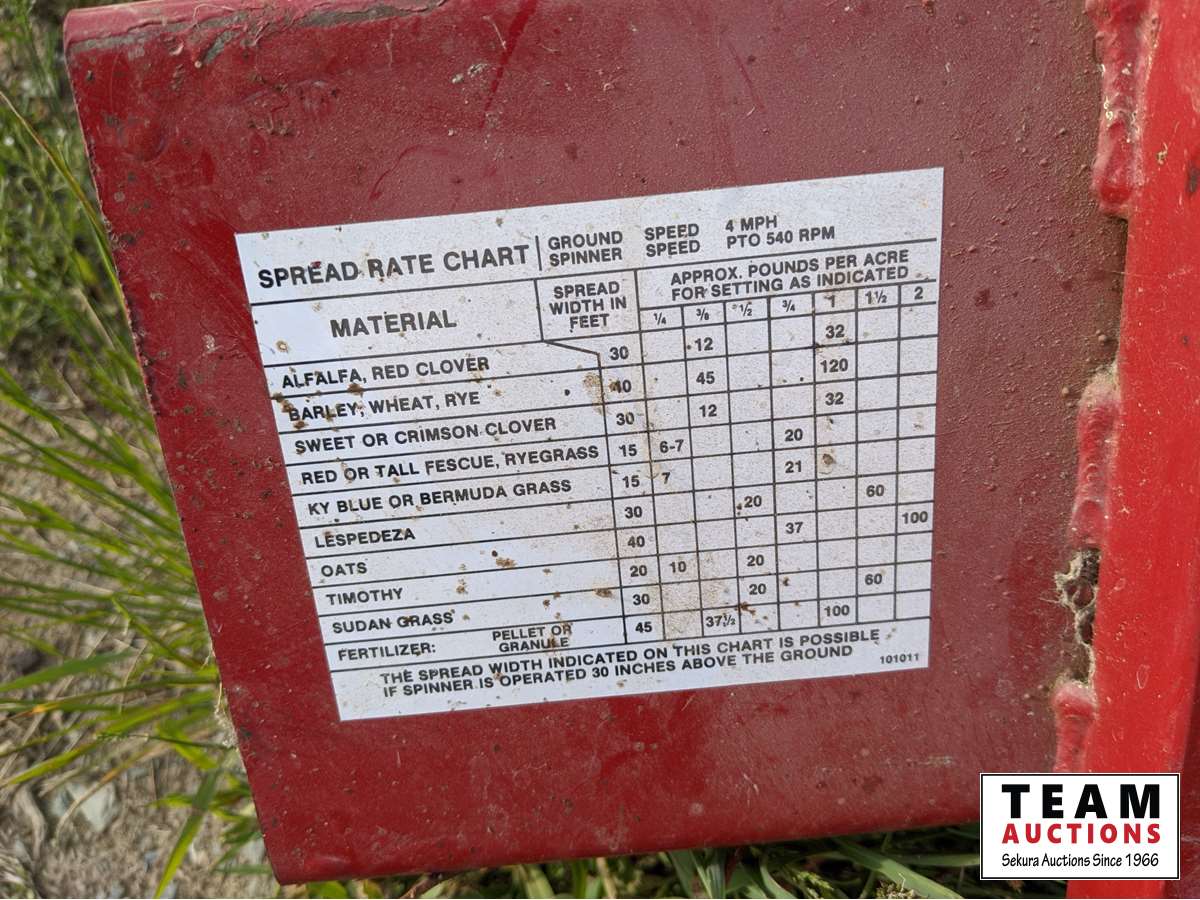 SPREAD RATE CHART
GROUND SPEED 4 MPH
SPINNER SPEED PTO 540 RPM
MATERIAL
SPREAD
WIDTH IN
FEET
APPROX. POUNDS PER ACRE
FOR SETTING AS INDICATED
1/4 3/8 1/2 3/4 1 1 1/2 2
ALFALFA, RED CLOVER 30 12 32
BARLEY, WHEAT, RYE 40 45 120
SWEET OR CRIMSON CLOVER 30 12 32
RED OR TALL FESCUE, RYEGRASS 15 6-7 20
KY BLUE OR BERMUDA GRASS 15 7 21
LESPEDEZA 30 20 60
OATS 40 37 100
TIMOTHY 20 10 20
SUDAN GRASS 30 20 60
FERTILIZER: PELLET OR GRANULE 45 37 1/2 100
THE SPREAD WIDTH INDICATED ON THIS CHART IS POSSIBLE
IF SPINNER IS OPERATED 30 INCHES ABOVE THE GROUND 101011
TEAM
AUCTIONS
Sekura Auctions Since 1966